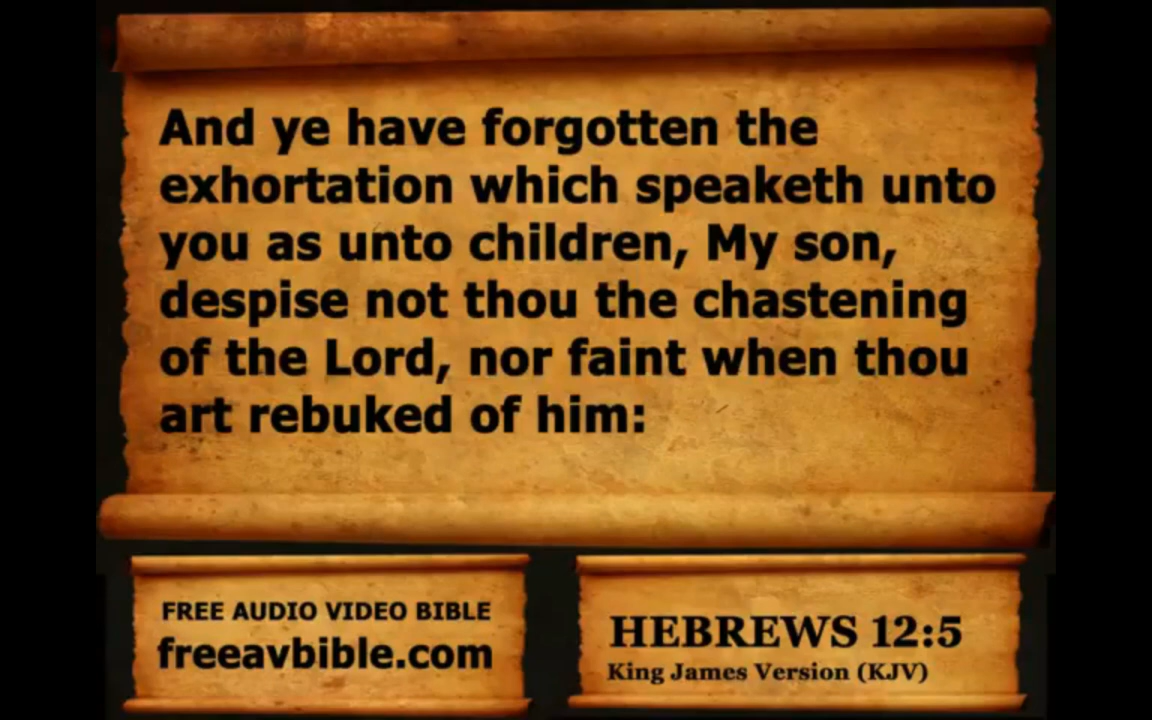 And ye have forgotten the
exhortation which speaketh unto
you as unto children, My son,
despise not thou the chastening
of the Lord, nor faint when thou
art rebuked of him:
FREE AUDIO VIDEO BIBLE
freeavbible.com
HEBREWS 12:5
King James Version (KJV)